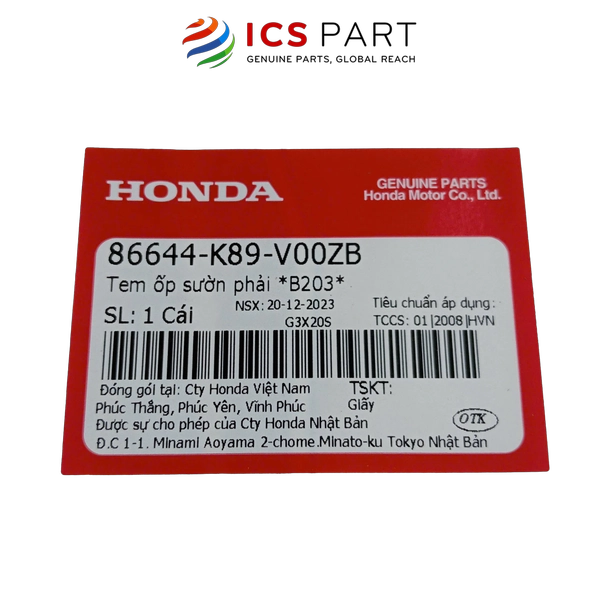 ICS PART
GENUINE PARTS, GLOBAL REACH
HONDA
GENUINE PARTS
Honda Motor Co., Ltd.
86644-K89-V00ZB
Tem ốp sườn phải *B203*
SL: 1 Cái
NSX: 20-12-2023
G3X20S
Tiêu chuẩn áp dụng:
TCCS: 01|2008|HVN
Đóng gói tại: Cty Honda Việt Nam
Phúc Thắng, Phúc Yên, Vĩnh Phúc
TSKT:
Giấy
Được sự cho phép của Cty Honda Nhật Bản
Đ.C 1-1. Minami Aoyama 2-chome.Minato-ku Tokyo Nhật Bản
OTK